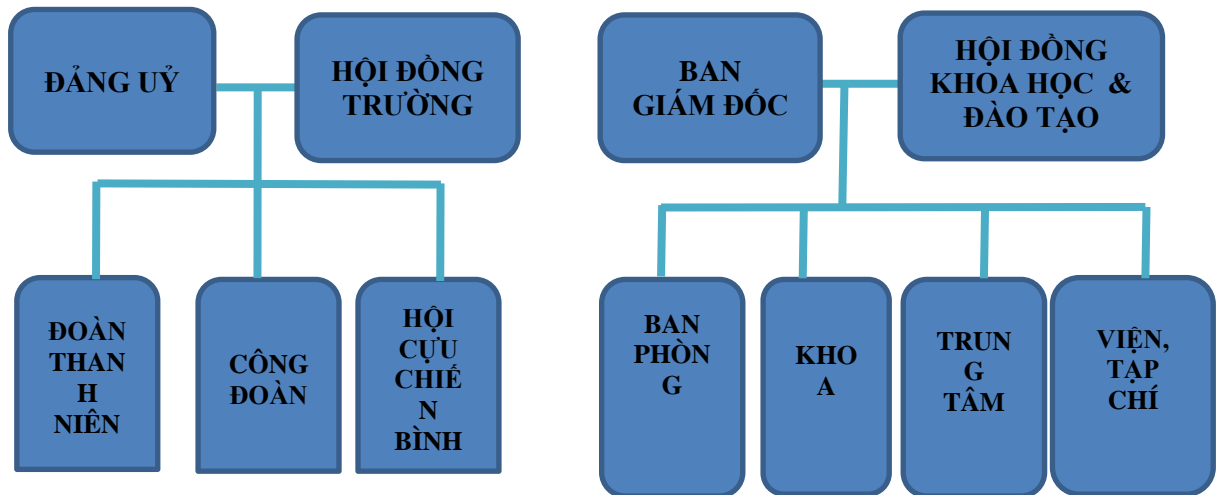 ĐẢNG UỶ
HỘI ĐỒNG
TRƯỜNG
BAN
GIÁM ĐỐC
HỘI ĐỒNG
KHOA HỌC &
ĐÀO TẠO
ĐOÀN
THAN
H
NIÊN
CÔNG
ĐOÀN
HỘI
CỰU
CHIẾ
N
BÌNH
BAN
PHÒN
G
KHO
A
TRUN
G
TÂM
VIỆN,
TẠP
CHÍ